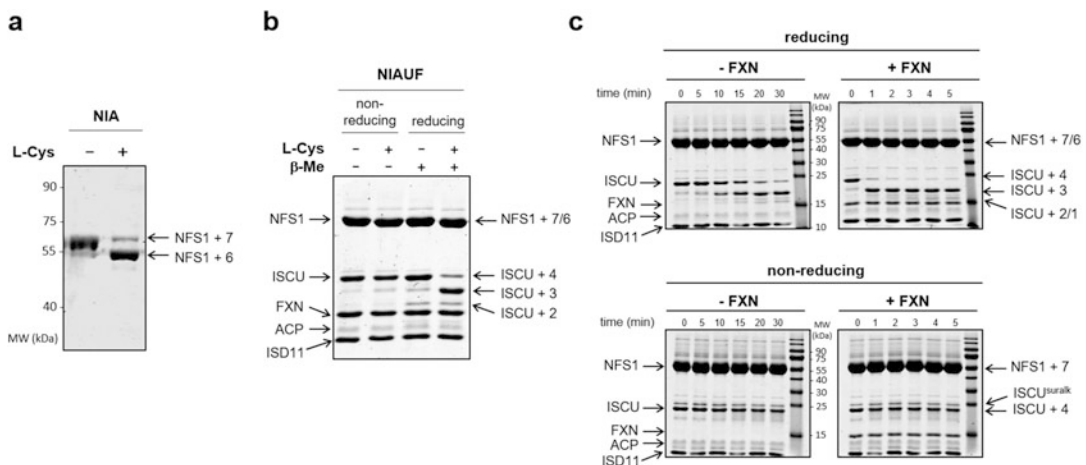 a
NIA
L-Cys − +
90
75
55
40
MW (kDa)
NFS1 + 7
NFS1 + 6
b
NIAUF
non-
reducing reducing
L-Cys − + − +
β-Me − − + +
NFS1
ISCU
FXN
ACP
ISD11
NFS1 + 7/6
ISCU + 4
ISCU + 3
ISCU + 2
c
reducing
- FXN + FXN
time (min) 0 5 10 15 20 30 MW (kDa) 0 1 2 3 4 5
NFS1
ISCU
FXN
ACP
ISD11
90
75
55
40
30
25
15
10
NFS1 + 7/6
ISCU + 4
ISCU + 3
ISCU + 2/1
non-reducing
- FXN + FXN
time (min) 0 5 10 15 20 30 MW (kDa) 0 1 2 3 4 5
NFS1
ISCU
FXN
ACP
ISD11
90
75
55
40
30
25
15
NFS1 + 7
ISCUsuralk
ISCU + 4